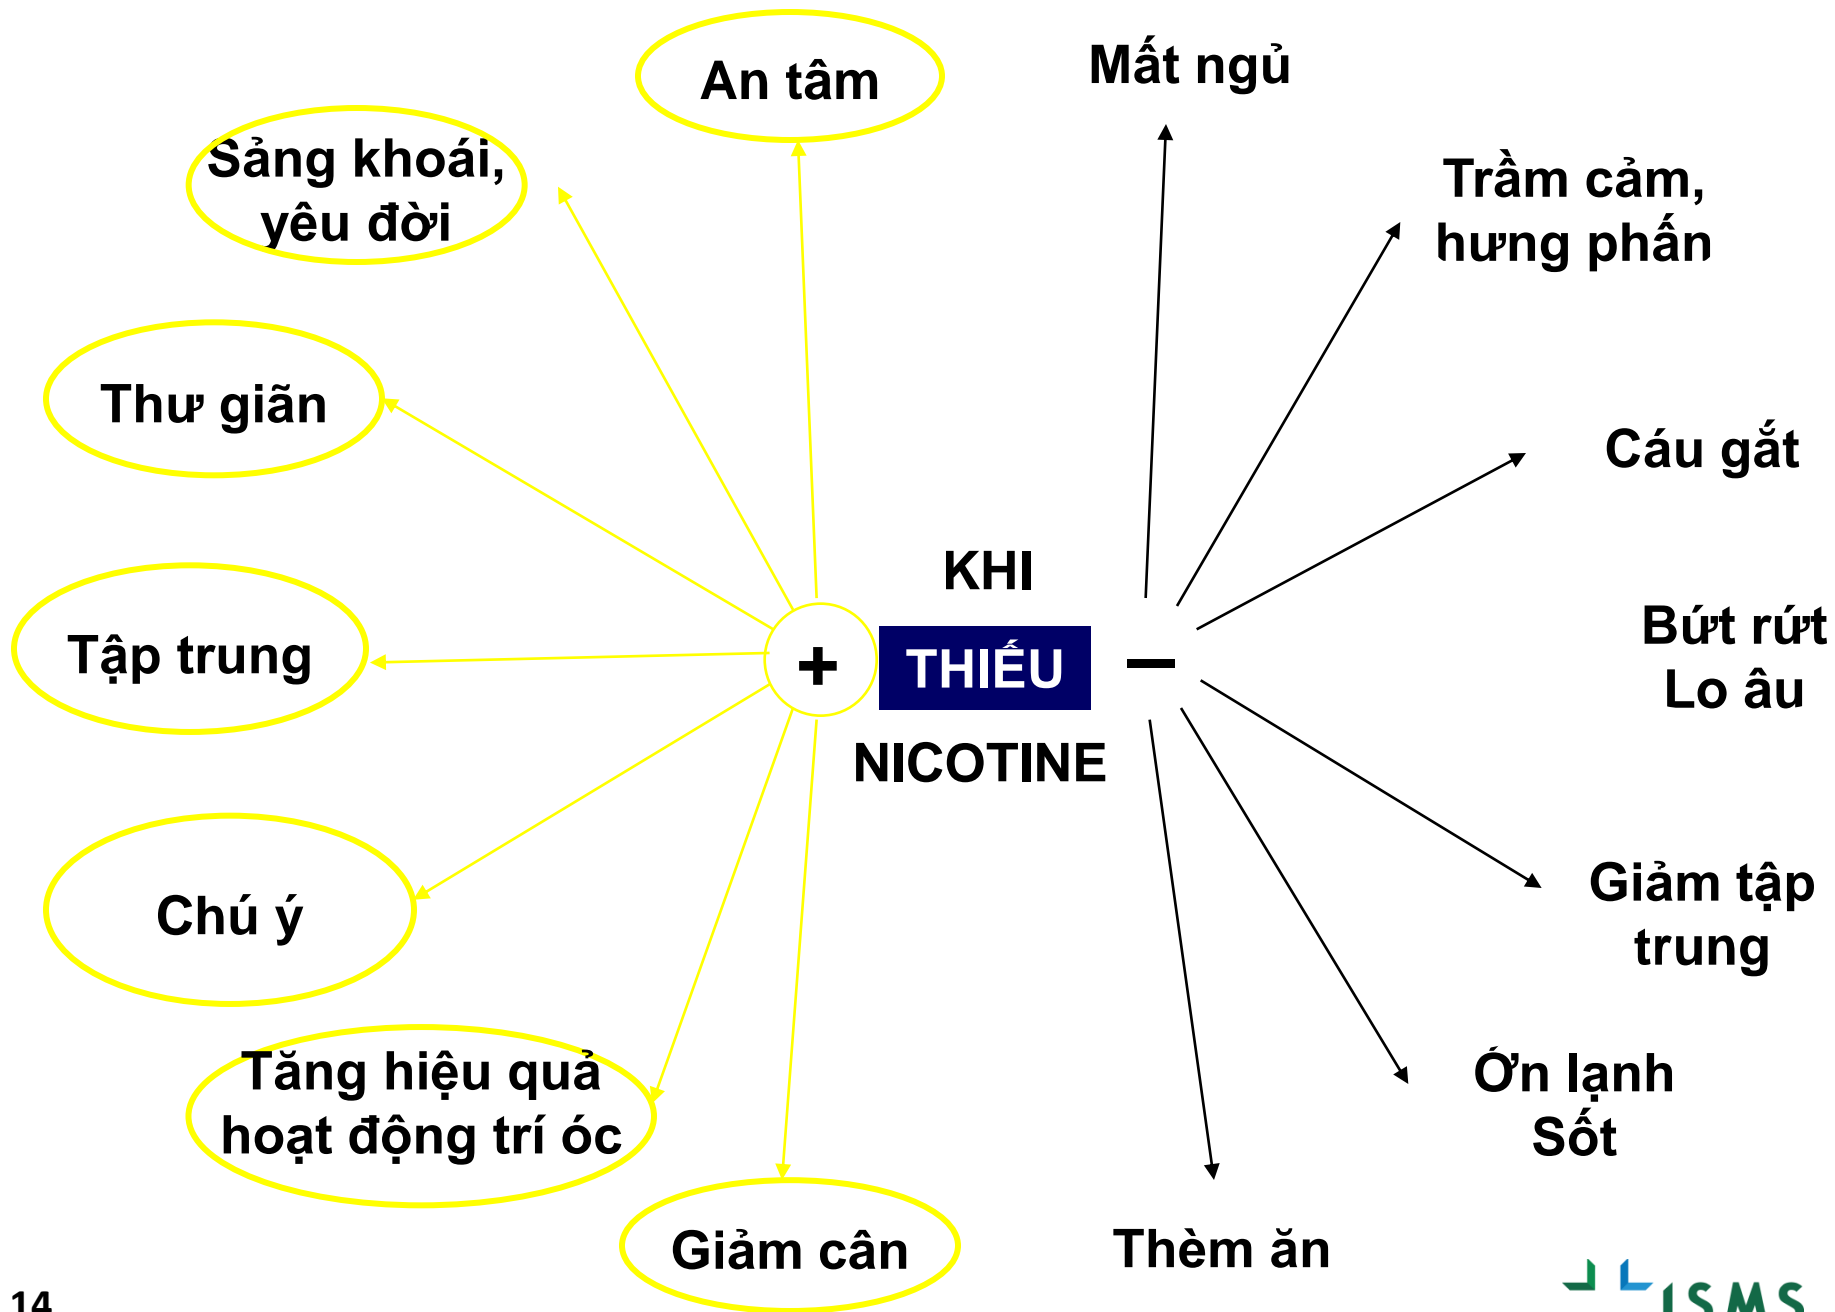 An tâm
Sảng khoái,
yêu đời
Thư giãn
Tập trung
Chú ý
Tăng hiệu quả
hoạt động trí óc
Giảm cân
+
KHI
THIẾU
NICOTINE
–
Mất ngủ
Trầm cảm,
hưng phấn
Cáu gắt
Bứt rứt
Lo âu
Giảm tập
trung
Ớn lạnh
Sốt
Thèm ăn
14
ISMS